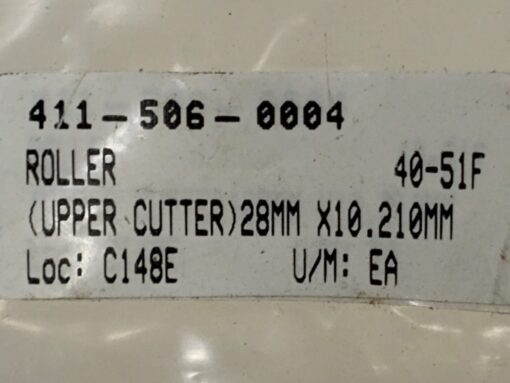 411-506-0004
ROLLER 40-51F
(UPPER CUTTER)28MM X10.210MM
Loc: C148E U/M: EA